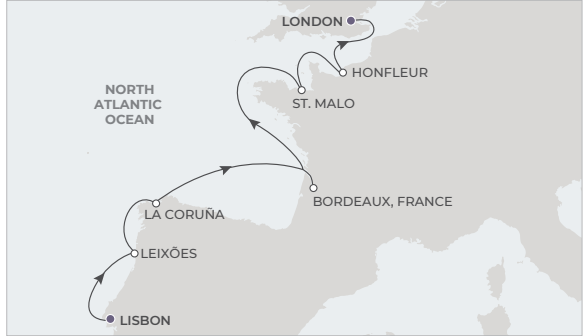 LONDON
HONFLEUR
NORTH
ATLANTIC
OCEAN
ST. MALO
BORDEAUX, FRANCE
LA CORUÑA
LEIXÕES
LISBON